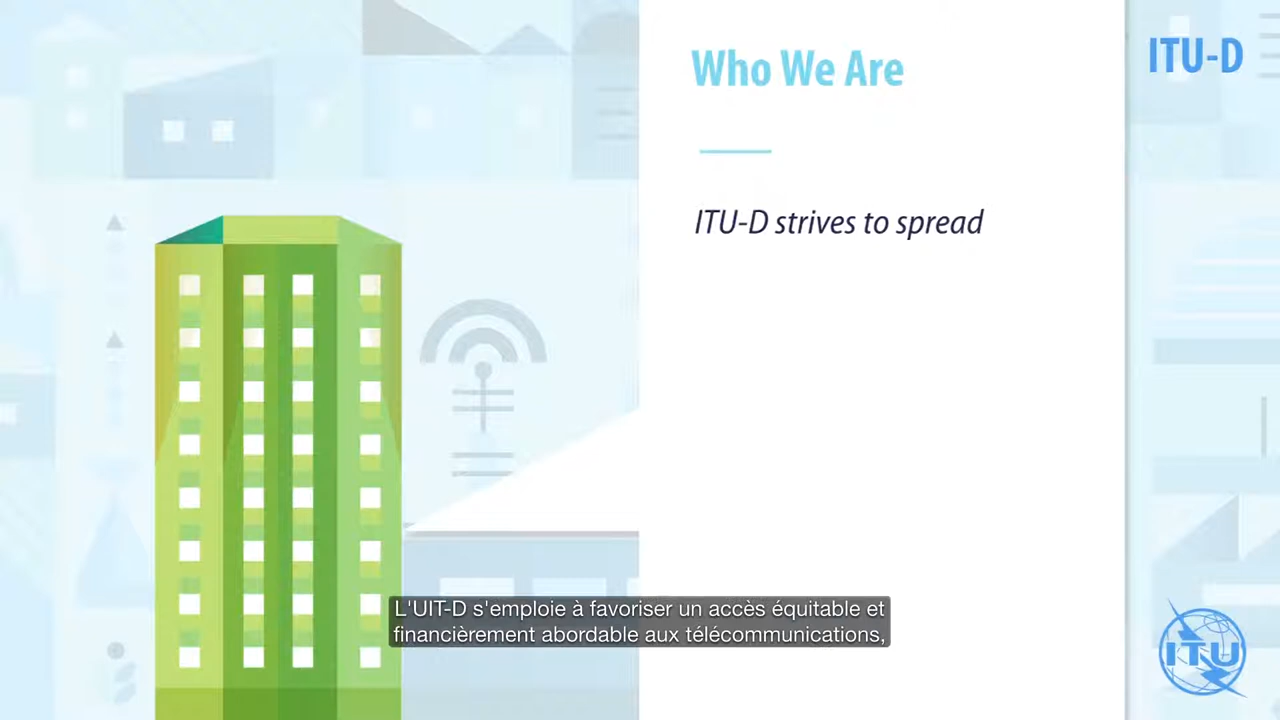 Who We Are
ITU-D
ITU-D strives to spread
L'UIT-D s'emploie à favoriser un accès équitable et
financièrement abordable aux télécommunications,
ITU